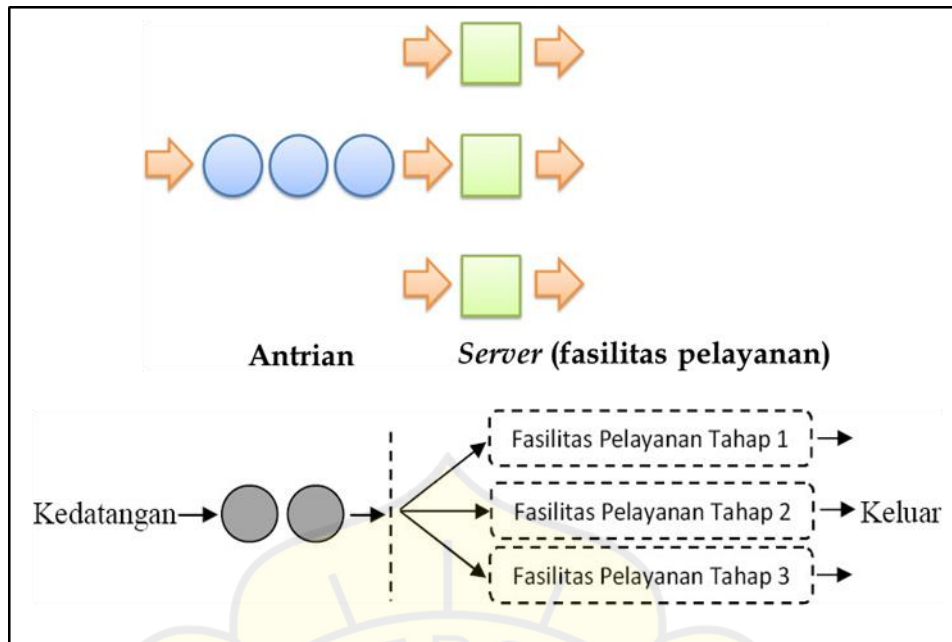 Antrian
Server (fasilitas pelayanan)
Fasilitas Pelayanan Tahap 1
Kedatangan
Fasilitas Pelayanan Tahap 2
Keluar
Fasilitas Pelayanan Tahap 3